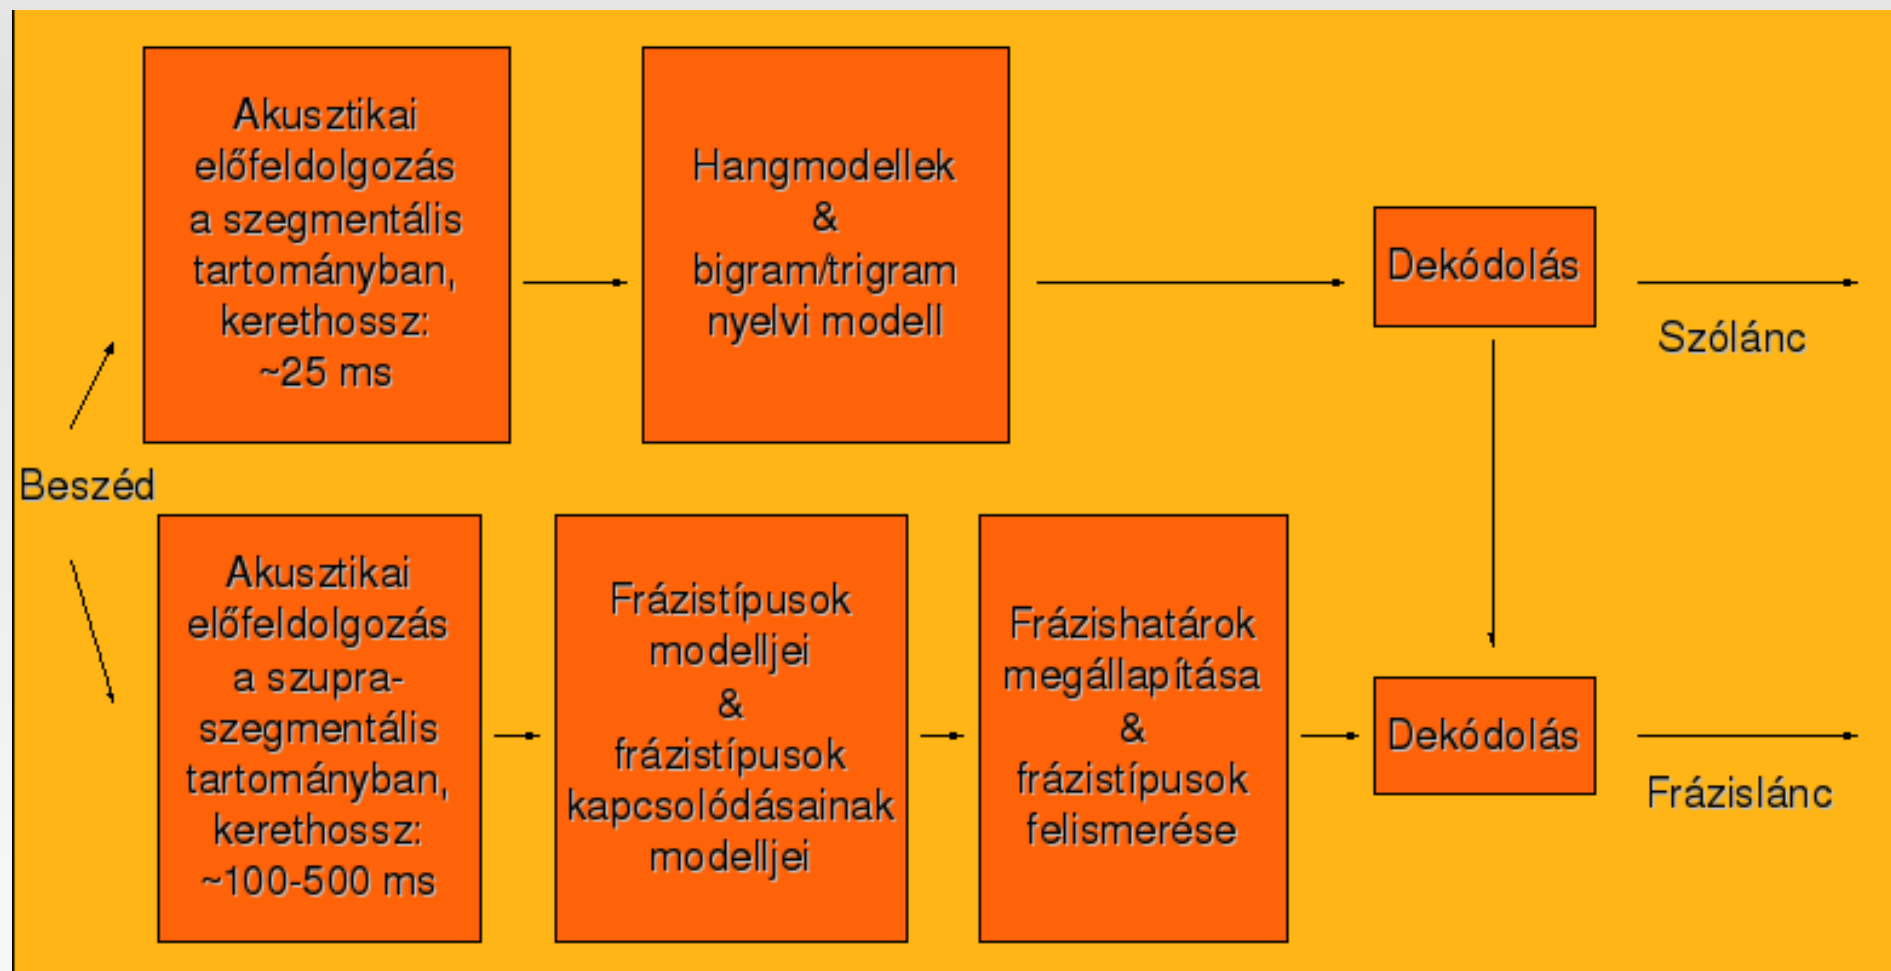 Beszéd
Akusztikai
előfeldolgozás
a szegmentális
tartományban,
kerethossz:
~25 ms
Hangmodellek
&
bigram/trigram
nyelvi modell
Dekódolás
Szólánc
Akusztikai
előfeldolgozás
a szupra-
szegmentális
tartományban,
kerethossz:
~100-500 ms
Frázistípusok
modelljei
&
frázistípusok
kapcsolódásainak
modelljei
Frázishatárok
megállapítása
&
frázistípusok
felismerése
Dekódolás
Frázislánc